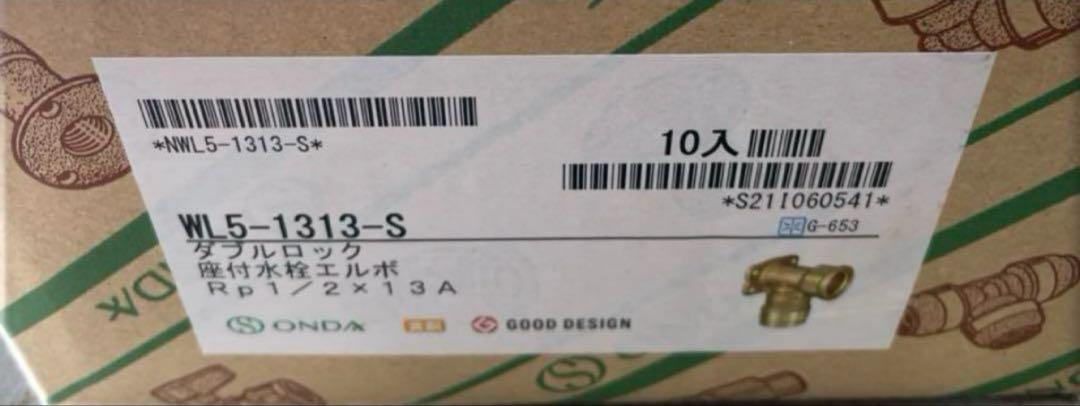 *NWL5-1313-S*
10入
*S21I060541*
WL5-1313-S
G-653
ダブルロック
座付水栓エルボ
Rp1/2×13A
ONDA
GOOD DESIGN